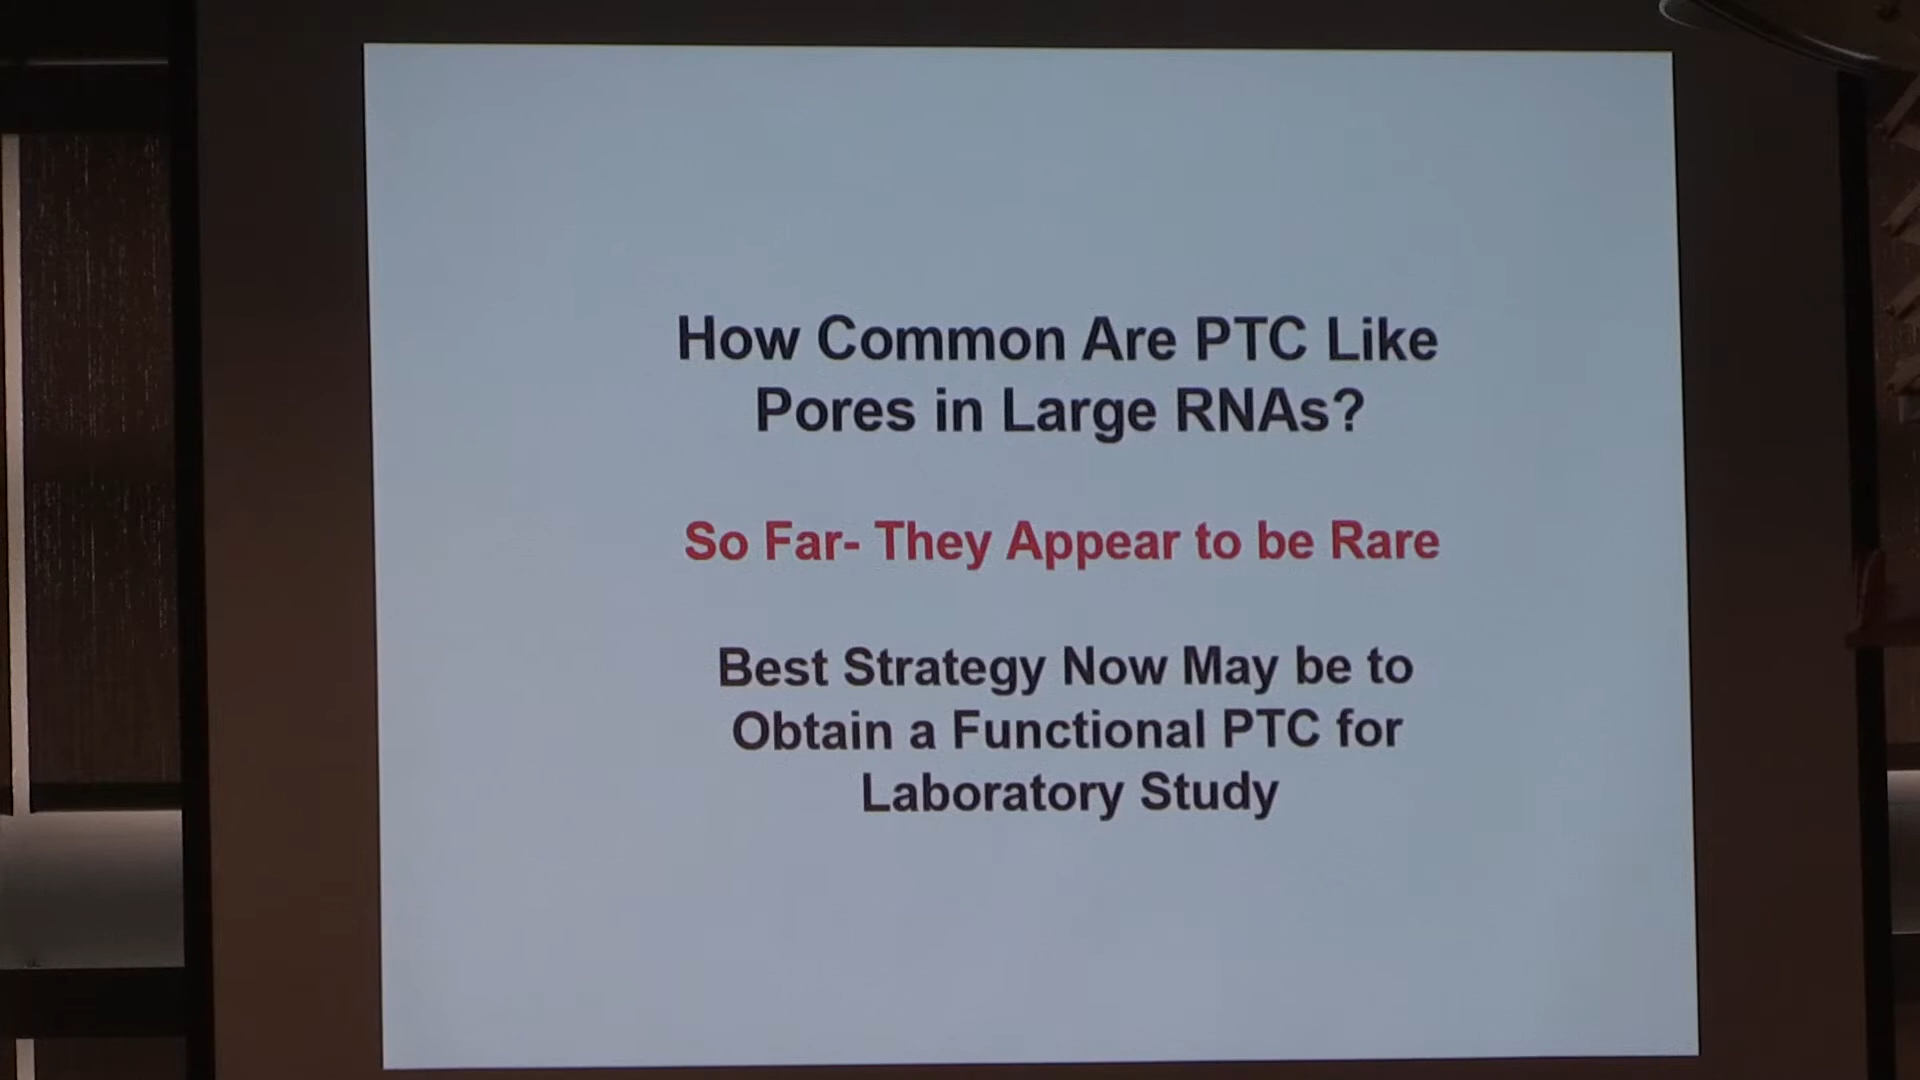 How Common Are PTC Like
Pores in Large RNAs?
So Far- They Appear to be Rare
Best Strategy Now May be to
Obtain a Functional PTC for
Laboratory Study